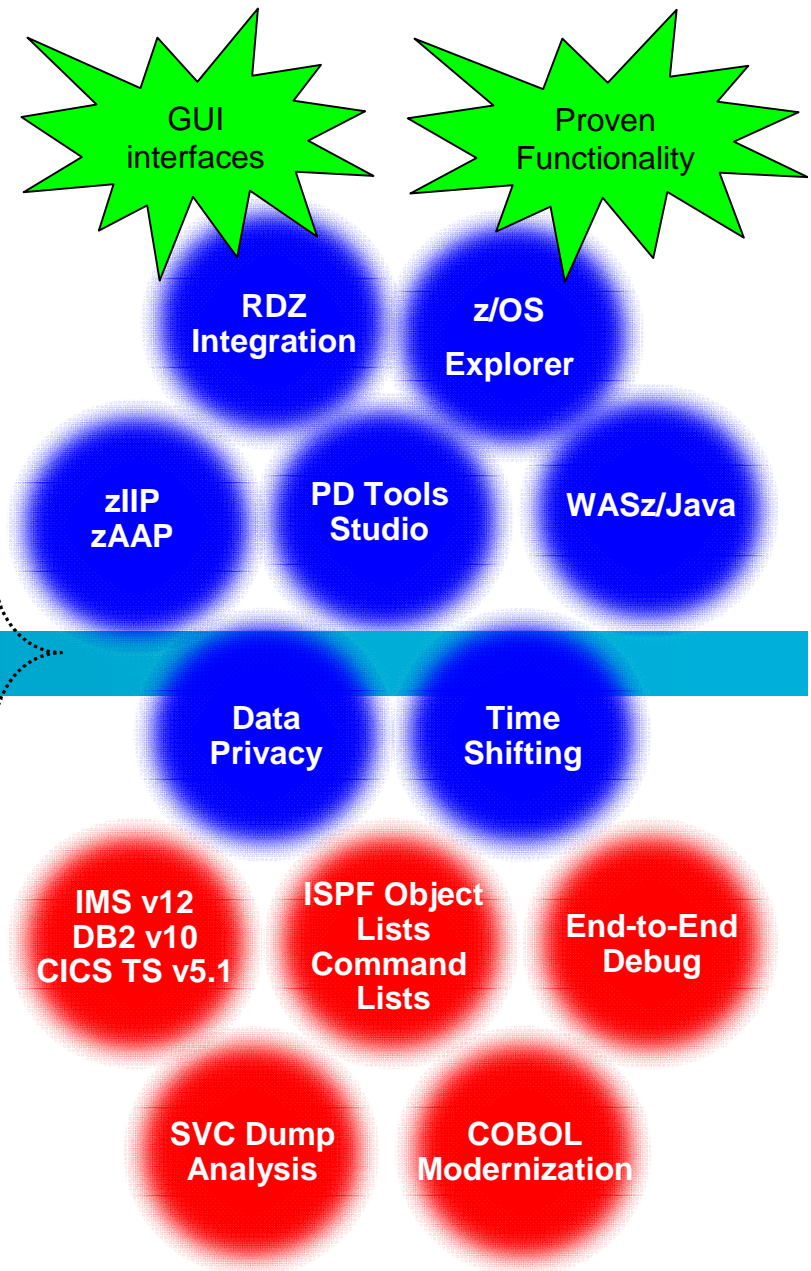 GUI
interfaces
Proven
Functionality
RDZ
Integration
z/OS
Explorer
zIIP
zAAP
PD Tools
Studio
WASz/Java
Data
Privacy
Time
Shifting
IMS v12
DB2 v10
CICS TS v5.1
ISPF Object
Lists
Command
Lists
End-to-End
Debug
SVC Dump
Analysis
COBOL
Modernization